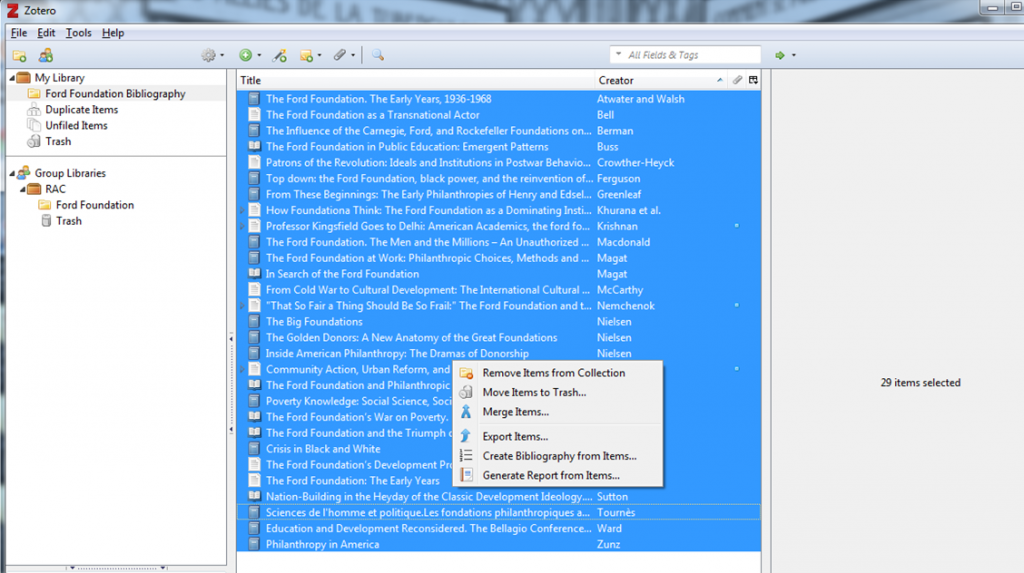 Zotero
File Edit Tools Help
All Fields & Tags
My Library
Ford Foundation Bibliography
Duplicate Items
Unfiled Items
Trash
Group Libraries
RAC
Ford Foundation
Trash
Title Creator
The Ford Foundation. The Early Years, 1936-1968 Atwater and Walsh
The Ford Foundation as a Transnational Actor Bell
The Influence of the Carnegie, Ford, and Rockefeller Foundations on... Berman
The Ford Foundation in Public Education: Emergent Patterns Buss
Patrons of the Revolution: Ideals and Institutions in Postwar Behavio... Crowther-Heyck
Top down: the Ford Foundation, black power, and the reinvention of... Ferguson
From These Beginnings: The Early Philanthropies of Henry and Edsel... Greenleaf
How Foundationa Think: The Ford Foundation as a Dominating Insti... Khurana et al.
Professor Kingsfield Goes to Delhi: American Academics, the ford fo... Krishnan
The Ford Foundation. The Men and the Millions – An Unauthorized ... Macdonald
The Ford Foundation at Work: Philanthropic Choices, Methods and ... Magat
In Search of the Ford Foundation Magat
From Cold War to Cultural Development: The International Cultural ... McCarthy
"That So Fair a Thing Should Be So Frail:" The Ford Foundation and t... Nemchenok
The Big Foundations Nielsen
The Golden Donors: A New Anatomy of the Great Foundations Nielsen
Inside American Philanthropy: The Dramas of Donorship Nielsen
Community Action, Urban Reform, and
The Ford Foundation and Philanthropic
Poverty Knowledge: Social Science, Soci
The Ford Foundation's War on Poverty.
The Ford Foundation and the Triumph o
Crisis in Black and White
The Ford Foundation's Development Pr
The Ford Foundation: The Early Years
Nation-Building in the Heyday of the Classic Development Ideology.... Sutton
Sciences de l'homme et politique.Les fondations philanthropiques a... Tournès
Education and Development Reconsidered. The Bellagio Conference... Ward
Philanthropy in America Zunz
Remove Items from Collection
Move Items to Trash...
Merge Items...
Export Items...
Create Bibliography from Items...
Generate Report from Items...
29 items selected